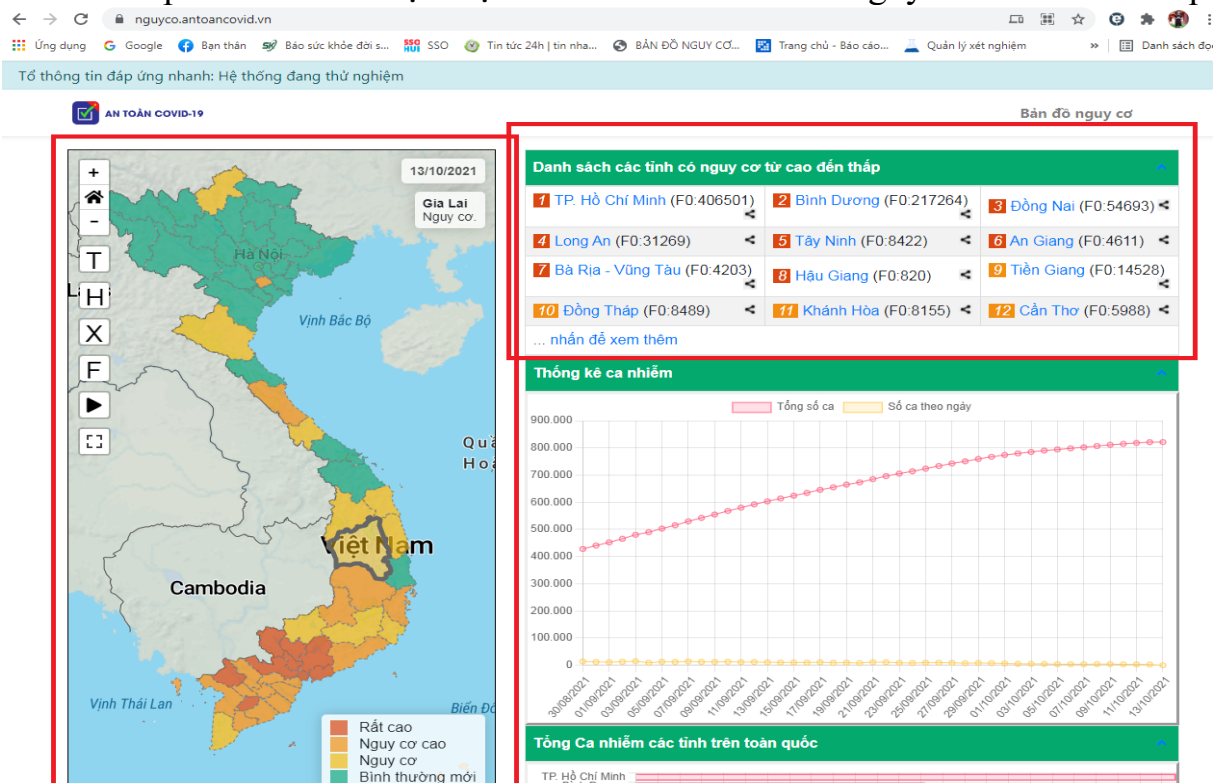 nguyco.antoancovid.vn
Ứng dụng Google Bạn thân Báo sức khỏe đời s... SSO Tin tức 24h | tin nha... BẢN ĐỒ NGUY CƠ... Trang chủ - Báo cáo... Quản lý xét nghiệm » Danh sách đọc
Tổ thông tin đáp ứng nhanh: Hệ thống đang thử nghiệm
AN TOÀN COVID-19
Bản đồ nguy cơ
+
−
T
H
X
F
13/10/2021
Gia Lai
Nguy cơ.
Hà Nội
Vịnh Bắc Bộ
Quầ
Hoà
Việt Nam
Cambodia
Vịnh Thái Lan
Biển Đô
Rất cao
Nguy cơ cao
Nguy cơ
Bình thường mới
Danh sách các tỉnh có nguy cơ từ cao đến thấp
1 TP. Hồ Chí Minh (F0:406501) 2 Bình Dương (F0:217264) 3 Đồng Nai (F0:54693)
4 Long An (F0:31269) 5 Tây Ninh (F0:8422) 6 An Giang (F0:4611)
7 Bà Rịa - Vũng Tàu (F0:4203) 8 Hậu Giang (F0:820) 9 Tiền Giang (F0:14528)
10 Đồng Tháp (F0:8489) 11 Khánh Hòa (F0:8155) 12 Cần Thơ (F0:5988)
... nhấn để xem thêm
Thống kê ca nhiễm
Tổng số ca Số ca theo ngày
900.000
800.000
700.000
600.000
500.000
400.000
300.000
200.000
100.000
0
30/08/2021 01/09/2021 03/09/2021 05/09/2021 07/09/2021 09/09/2021 11/09/2021 13/09/2021 15/09/2021 17/09/2021 19/09/2021 21/09/2021 23/09/2021 25/09/2021 27/09/2021 29/09/2021 01/10/2021 03/10/2021 05/10/2021 07/10/2021 09/10/2021 11/10/2021 13/10/2021
Tổng Ca nhiễm các tỉnh trên toàn quốc
TP. Hồ Chí Minh